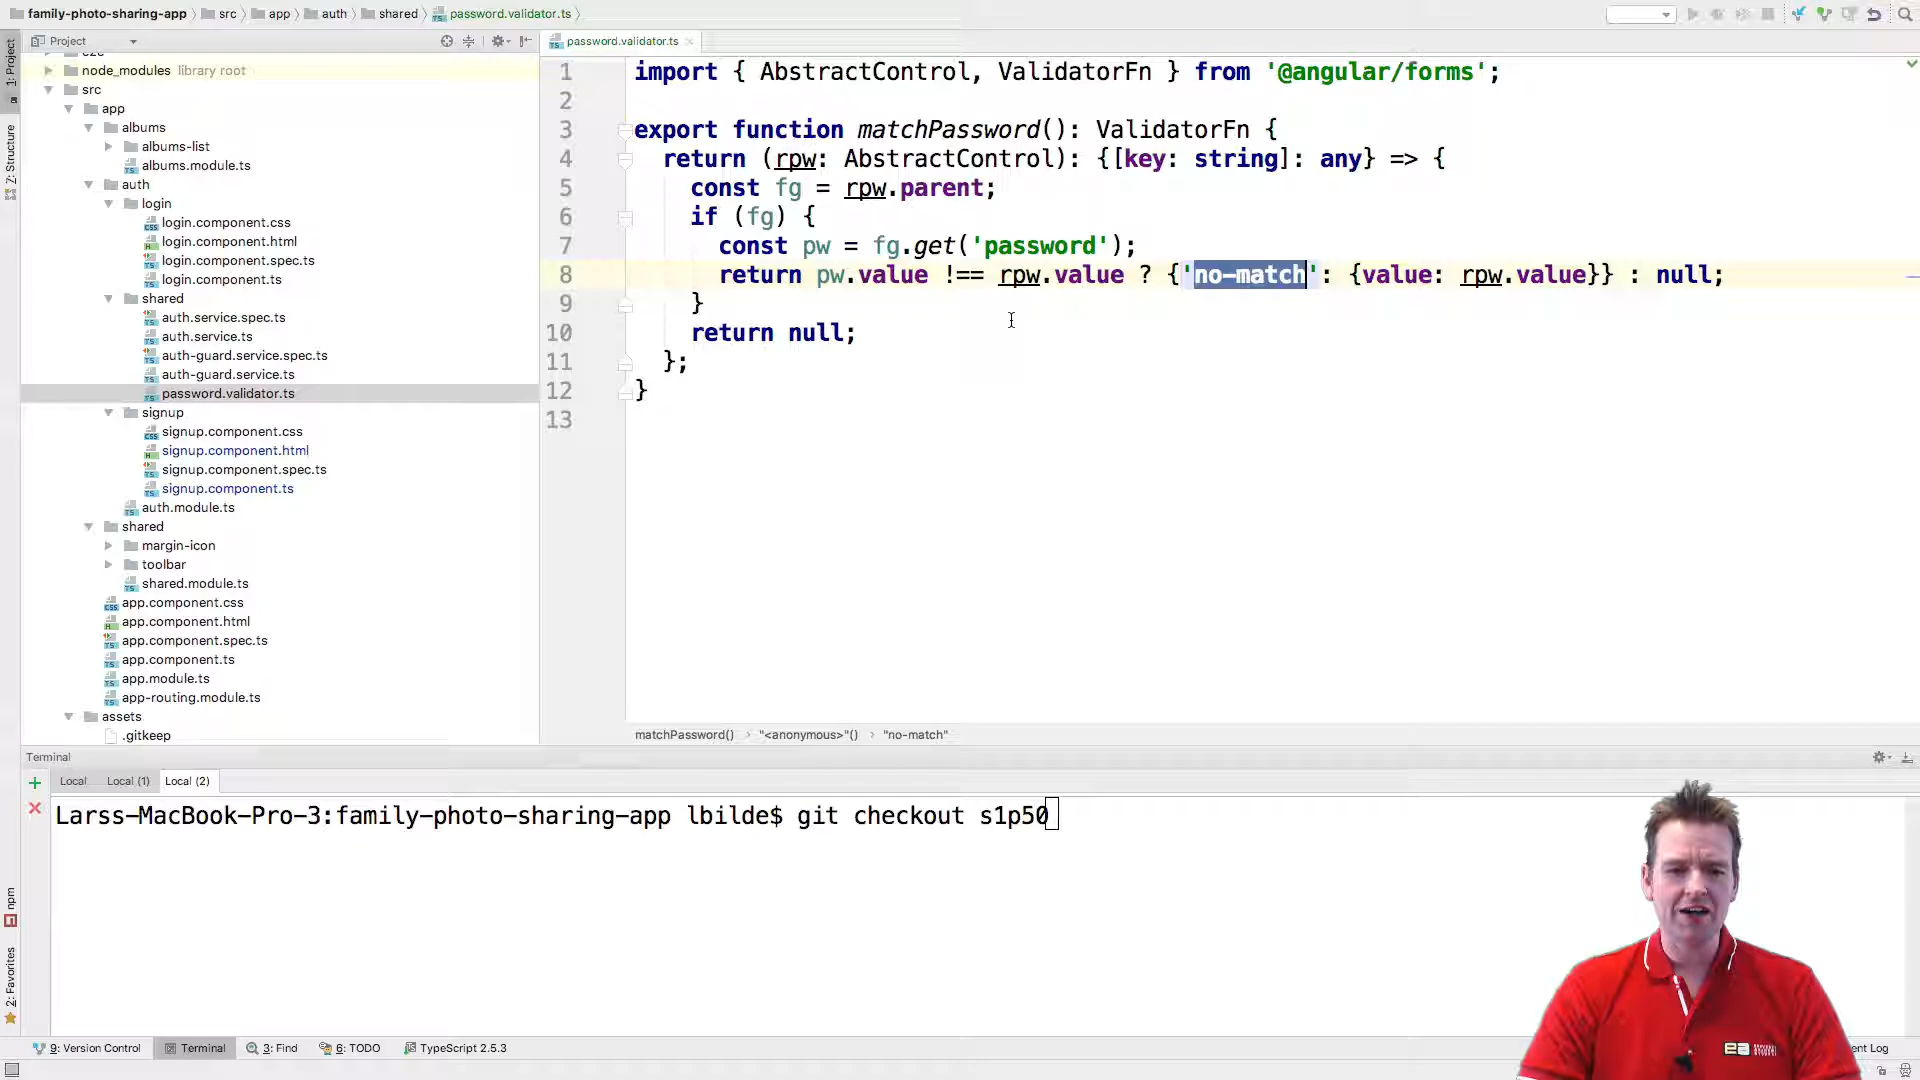 family-photo-sharing-app
src
app
auth
shared
password.validator.ts
1: Project
Project
password.validator.ts
node_modules library root
src
app
albums
albums-list
albums.module.ts
auth
login
login.component.css
login.component.html
login.component.spec.ts
login.component.ts
shared
auth.service.spec.ts
auth.service.ts
auth-guard.service.spec.ts
auth-guard.service.ts
password.validator.ts
signup
signup.component.css
signup.component.html
signup.component.spec.ts
signup.component.ts
auth.module.ts
shared
margin-icon
toolbar
shared.module.ts
app.component.css
app.component.html
app.component.spec.ts
app.component.ts
app.module.ts
app-routing.module.ts
assets
.gitkeep
Z: Structure
1 import { AbstractControl, ValidatorFn } from '@angular/forms';
2
3 export function matchPassword(): ValidatorFn {
4 return (rpw: AbstractControl): {[key: string]: any} => {
5 const fg = rpw.parent;
6 if (fg) {
7 const pw = fg.get('password');
8 return pw.value !== rpw.value ? {'no-match': {value: rpw.value}} : null;
9 }
10 return null;
11 };
12 }
13
matchPassword() "<anonymous>"() "no-match"
Terminal
Local Local (1) Local (2)
Larss-MacBook-Pro-3:family-photo-sharing-app lbilde$ git checkout s1p50
npm
2: Favorites
9: Version Control Terminal 3: Find 6: TODO TypeScript 2.5.3
ent Log